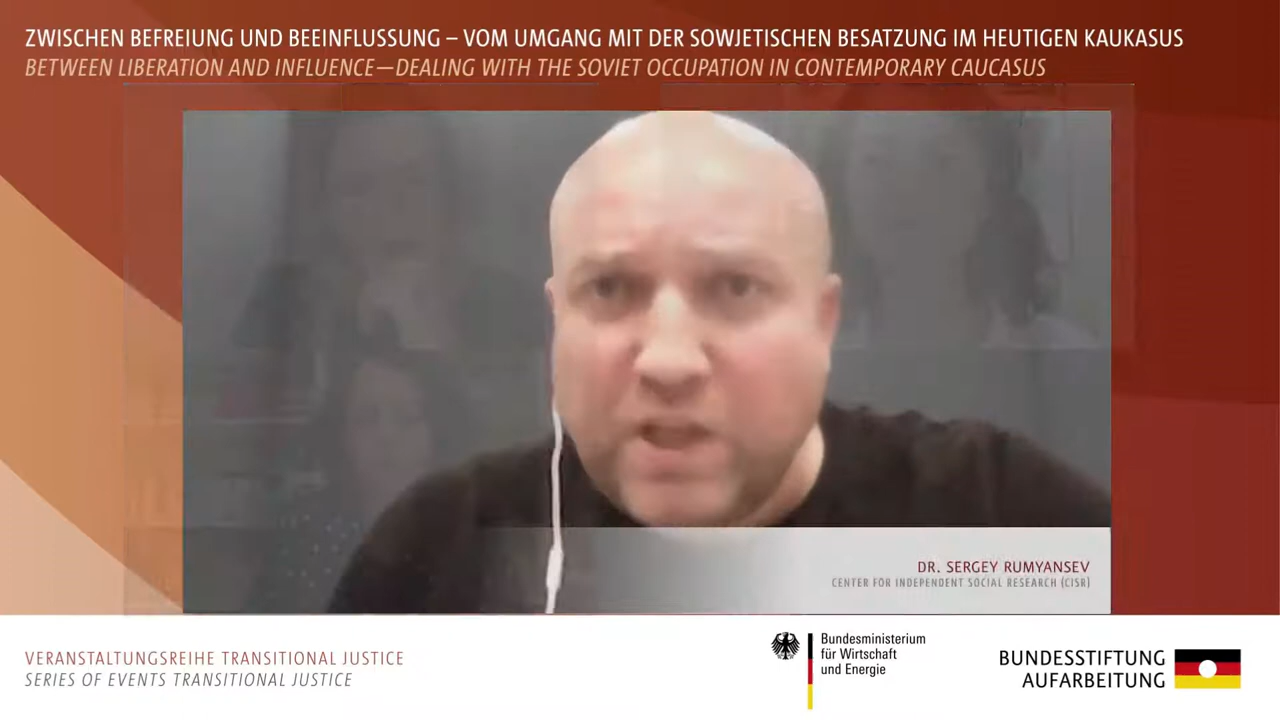 ZWISCHEN BEFREIUNG UND BEEINFLUSSUNG – VOM UMGANG MIT DER SOWJETISCHEN BESATZUNG IM HEUTIGEN KAUKASUS
BETWEEN LIBERATION AND INFLUENCE—DEALING WITH THE SOVIET OCCUPATION IN CONTEMPORARY CAUCASUS
DR. SERGEY RUMYANSEV
CENTER FOR INDEPENDENT SOCIAL RESEARCH (CISR)
VERANSTALTUNGSREIHE TRANSITIONAL JUSTICE
SERIES OF EVENTS TRANSITIONAL JUSTICE
Bundesministerium
für Wirtschaft
und Energie
BUNDESSTIFTUNG
AUFARBEITUNG